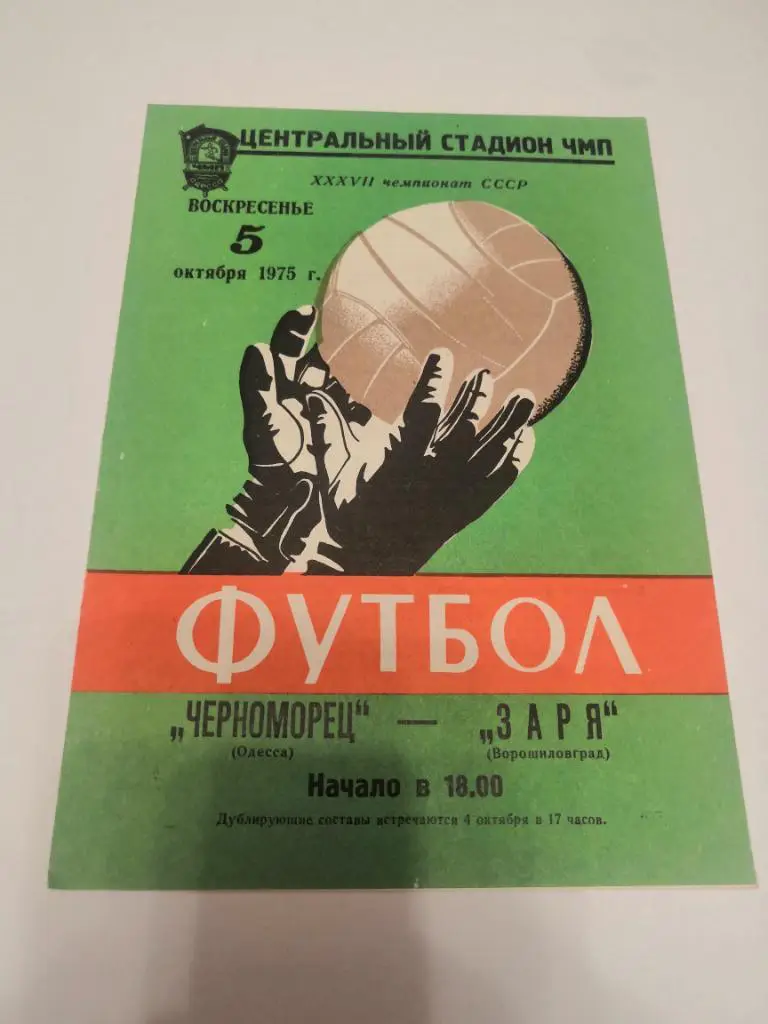 ЦЕНТРАЛЬНЫЙ СТАДИОН ЧМП
XXXVII чемпионат СССР
ВОСКРЕСЕНЬЕ
5
октября 1975 г.
ФУТБОЛ
„ЧЕРНОМОРЕЦ“ — „ЗАРЯ“
(Одесса) (Ворошиловград)
Начало в 18.00
Дублирующие составы встречаются 4 октября в 17 часов.